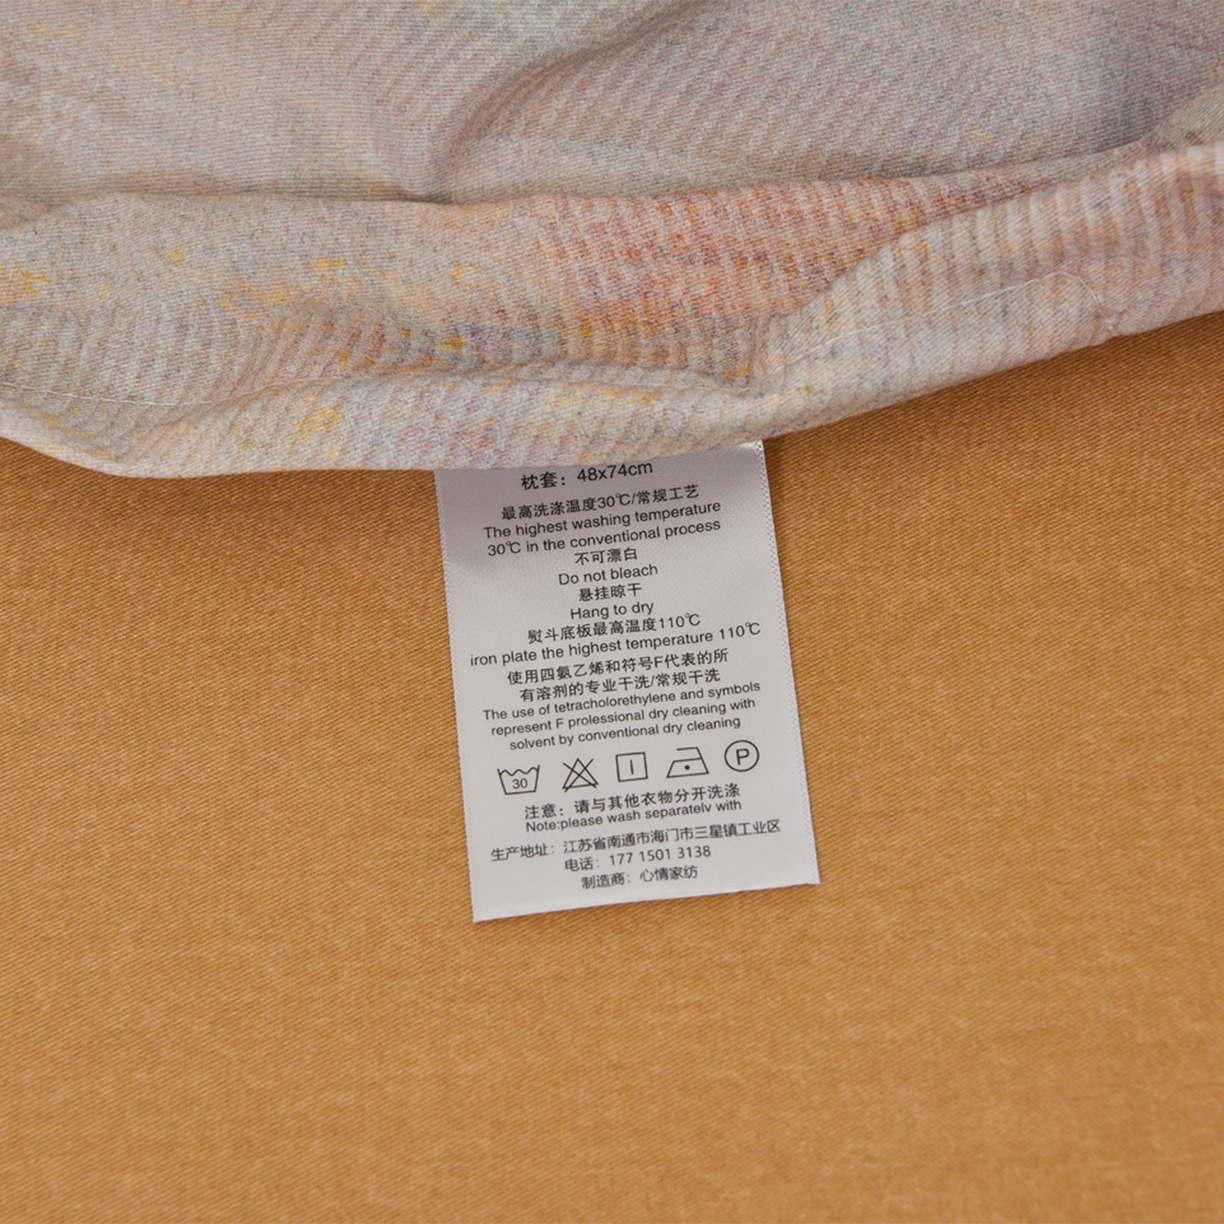 枕套：48x74cm
最高洗涤温度30℃/常规工艺
The highest washing temperature
30℃ in the conventional process
不可漂白
Do not bleach
悬挂晾干
Hang to dry
熨斗底板最高温度110℃
iron plate the highest temperature 110℃
使用四氯乙烯和符号F代表的所
有溶剂的专业干洗/常规干洗
The use of tetracholorethylene and symbols
represent F prolessional dry cleaning with
solvent by conventional dry cleaning
30 P
注意：请与其他衣物分开洗涤
Note:please wash separatelv with
生产地址：江苏省南通市海门市三星镇工业区
电话：177 1501 3138
制造商：心情家纺